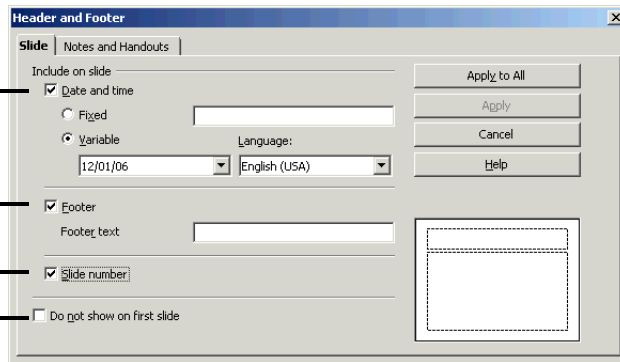 Header and Footer
Slide Notes and Handouts
Include on slide
Date and time
Fixed
Variable Language:
12/01/06 English (USA)
Footer
Footer text
Slide number
Do not show on first slide
Apply to All
Apply
Cancel
Help